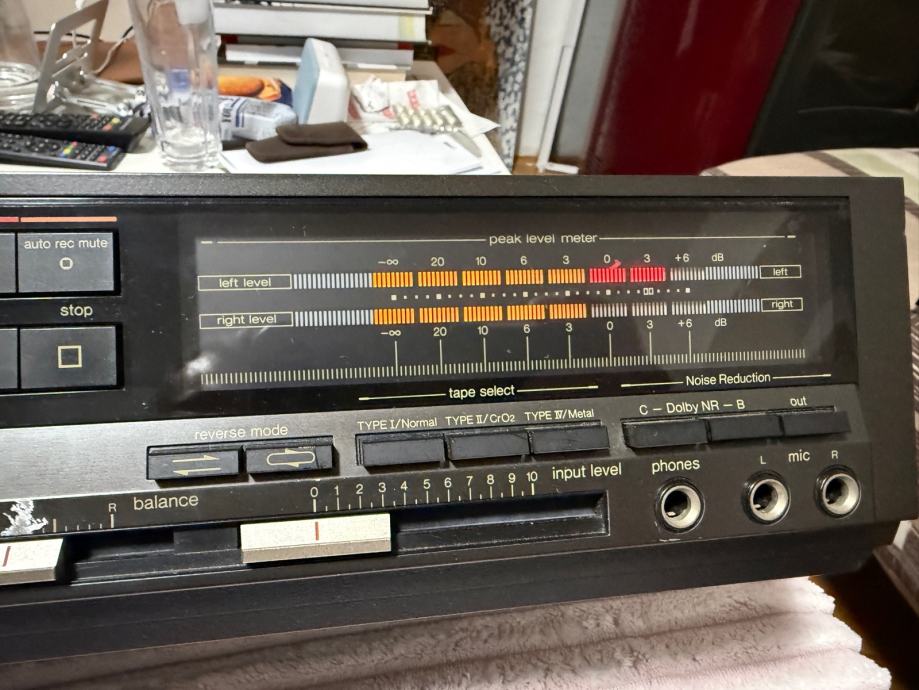 peak level meter
auto rec mute
-∞ 20 10 6 3 0 3 +6 dB
left level left
stop
right level right
-∞ 20 10 6 3 0 3 +6 dB
tape select
Noise Reduction
TYPE I/Normal TYPE II/CrO2 TYPE IV/Metal
C - Dolby NR - B out
reverse mode
0 1 2 3 4 5 6 7 8 9 10 input level
phones L mic R
R balance